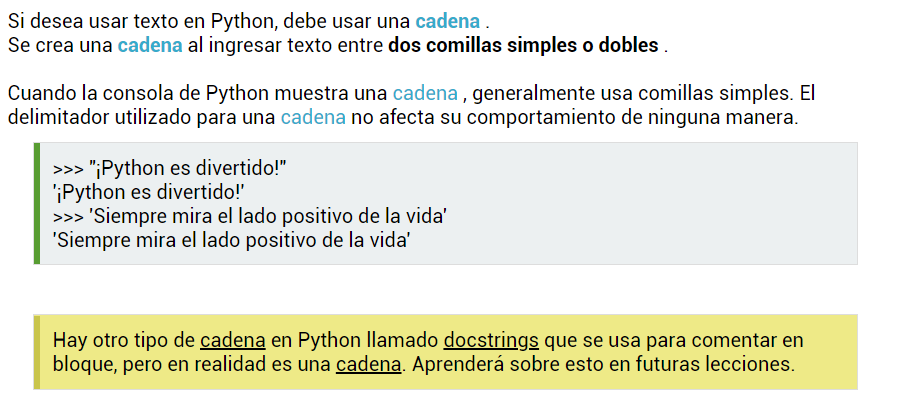 Si desea usar texto en Python, debe usar una cadena .
Se crea una cadena al ingresar texto entre dos comillas simples o dobles .
Cuando la consola de Python muestra una cadena , generalmente usa comillas simples. El
delimitador utilizado para una cadena no afecta su comportamiento de ninguna manera.
>>> "¡Python es divertido!"
'¡Python es divertido!'
>>> 'Siempre mira el lado positivo de la vida'
'Siempre mira el lado positivo de la vida'
Hay otro tipo de cadena en Python llamado docstrings que se usa para comentar en
bloque, pero en realidad es una cadena. Aprenderá sobre esto en futuras lecciones.